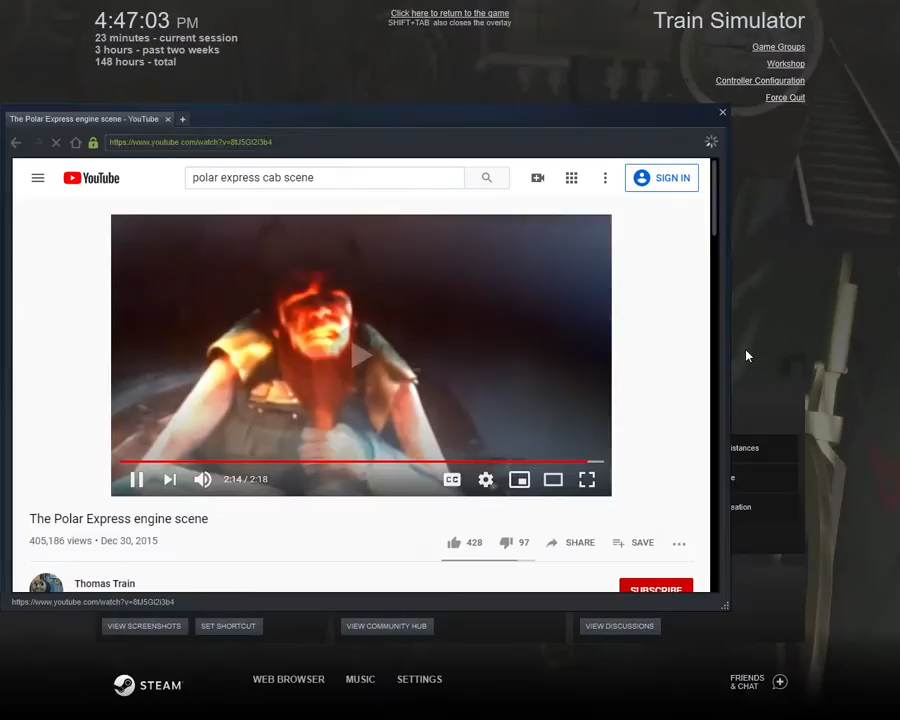 4:47:03 PM
23 minutes - current session
3 hours - past two weeks
148 hours - total
Click here to return to the game
SHIFT+TAB also closes the overlay
Train Simulator
Game Groups
Workshop
Controller Configuration
Force Quit
The Polar Express engine scene - YouTube × +
https://www.youtube.com/watch?v=8tJ5Gl2i3b4
YouTube
polar express cab scene
SIGN IN
2:14 / 2:18
CC
The Polar Express engine scene
405,186 views • Dec 30, 2015
428
97
SHARE
SAVE
Thomas Train
SUBSCRIBE
https://www.youtube.com/watch?v=8tJ5Gl2i3b4
istances
e
eation
VIEW SCREENSHOTS
SET SHORTCUT
VIEW COMMUNITY HUB
VIEW DISCUSSIONS
STEAM
WEB BROWSER
MUSIC
SETTINGS
FRIENDS
& CHAT